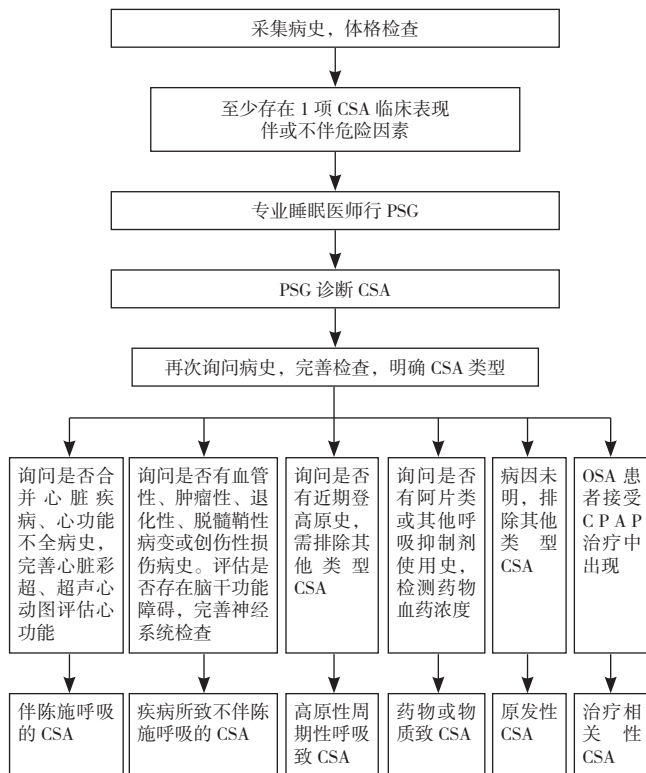 采集病史，体格检查
至少存在 1 项 CSA 临床表现
伴或不伴危险因素
专业睡眠医师行 PSG
PSG 诊断 CSA
再次询问病史，完善检查，明确 CSA 类型
询问是否合
并心脏疾
病、心功能
不全病史，
完善心脏彩
超、超声心
动图评估心
功能
询问是否有血管
性、肿瘤性、退
化性、脱髓鞘性
病变或创伤性损
伤病史。评估是
否存在脑干功能
障碍，完善神经
系统检查
询问是否
有近期登
高原史，
需排除其
他类型
CSA
询问是否
有阿片类
或其他呼
吸抑制剂
使用史，
检测药物
血药浓度
病因未
明，排
除其他
类型
CSA
OSA 患
者接受
CPAP
治疗中
出现
伴陈施呼吸
的 CSA
疾病所致不伴陈
施呼吸的 CSA
高原性周
期性呼吸
致 CSA
药物或物
质致 CSA
原发性
CSA
治疗相
关性
CSA